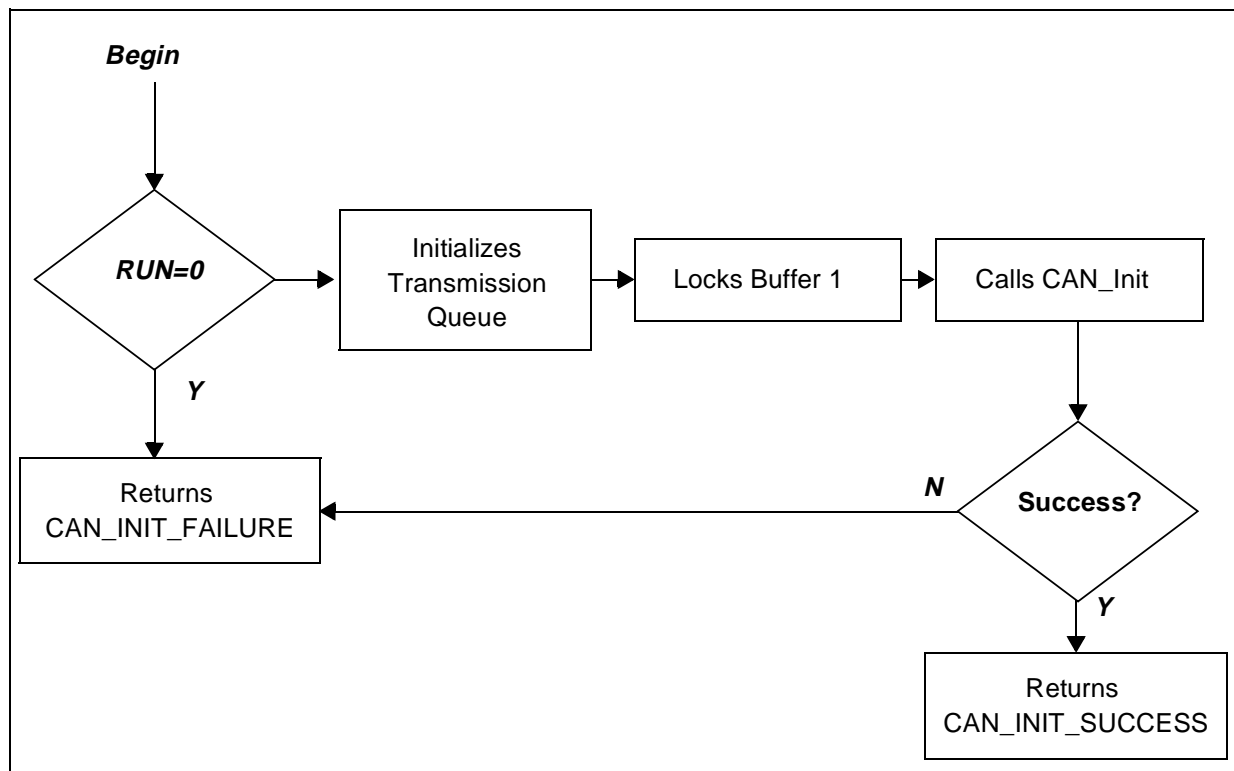 Begin
RUN=0
Initializes
Transmission
Queue
Locks Buffer 1
Calls CAN_Init
Y
Returns
CAN_INIT_FAILURE
N
Success?
Y
Returns
CAN_INIT_SUCCESS